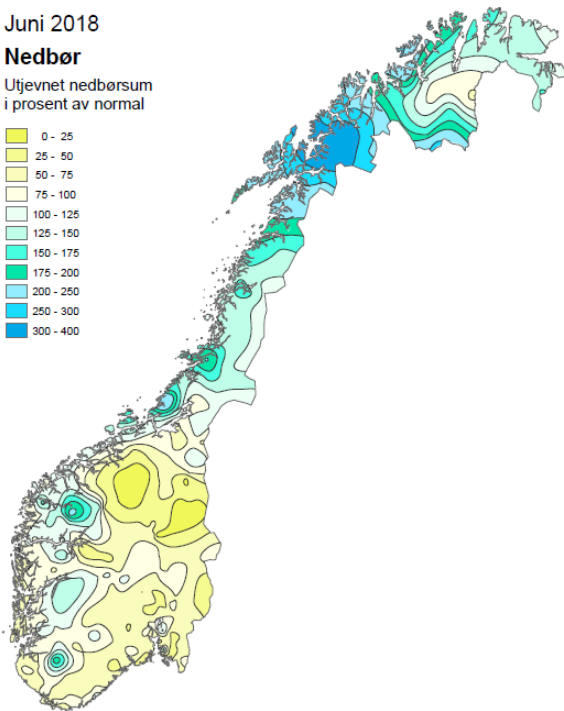 Juni 2018
Nedbør
Utjevnet nedbørsum
i prosent av normal
0 - 25
25 - 50
50 - 75
75 - 100
100 - 125
125 - 150
150 - 175
175 - 200
200 - 250
250 - 300
300 - 400